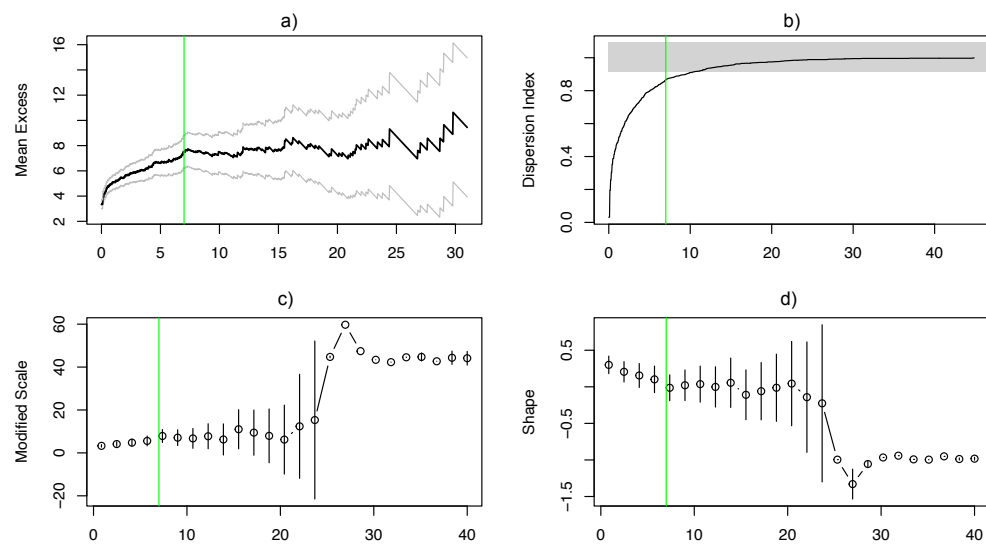 a)
Mean Excess
16
12
8
6
4
2
0 5 10 15 20 25 30
b)
Dispersion Index
0.8
0.4
0.0
0 10 20 30 40
c)
Modified Scale
60
40
20
0
−20
0 10 20 30 40
d)
Shape
0.5
−0.5
−1.5
0 10 20 30 40